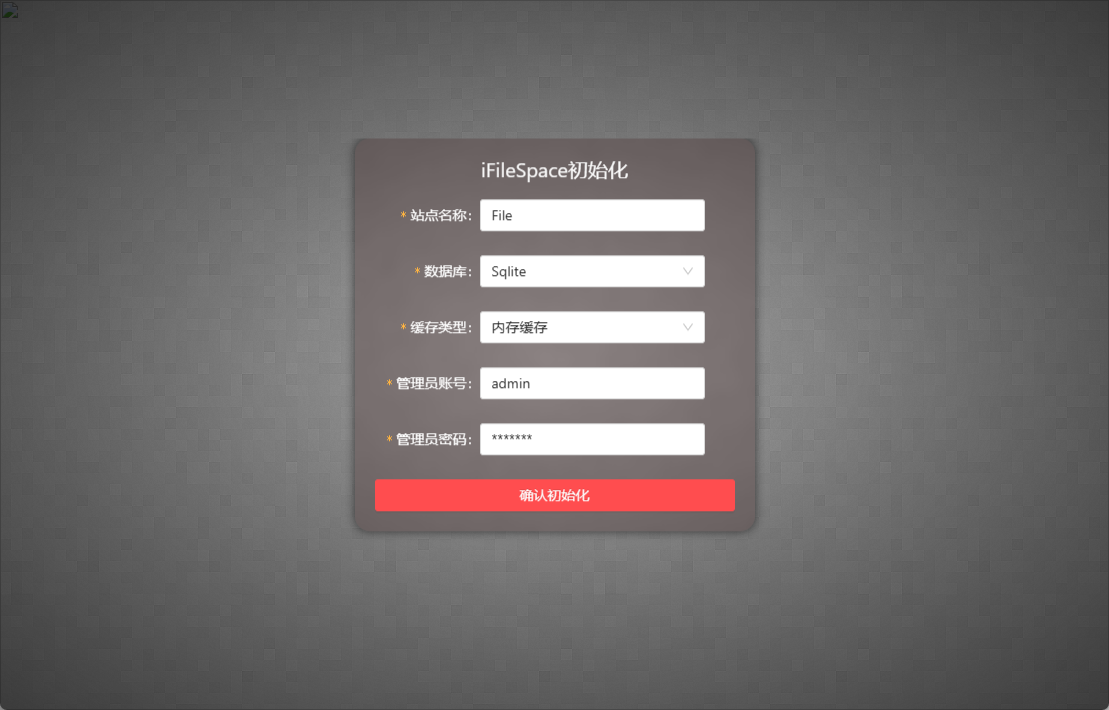 iFileSpace初始化
* 站点名称: File
* 数据库: Sqlite
* 缓存类型: 内存缓存
* 管理员账号: admin
* 管理员密码: *******
确认初始化